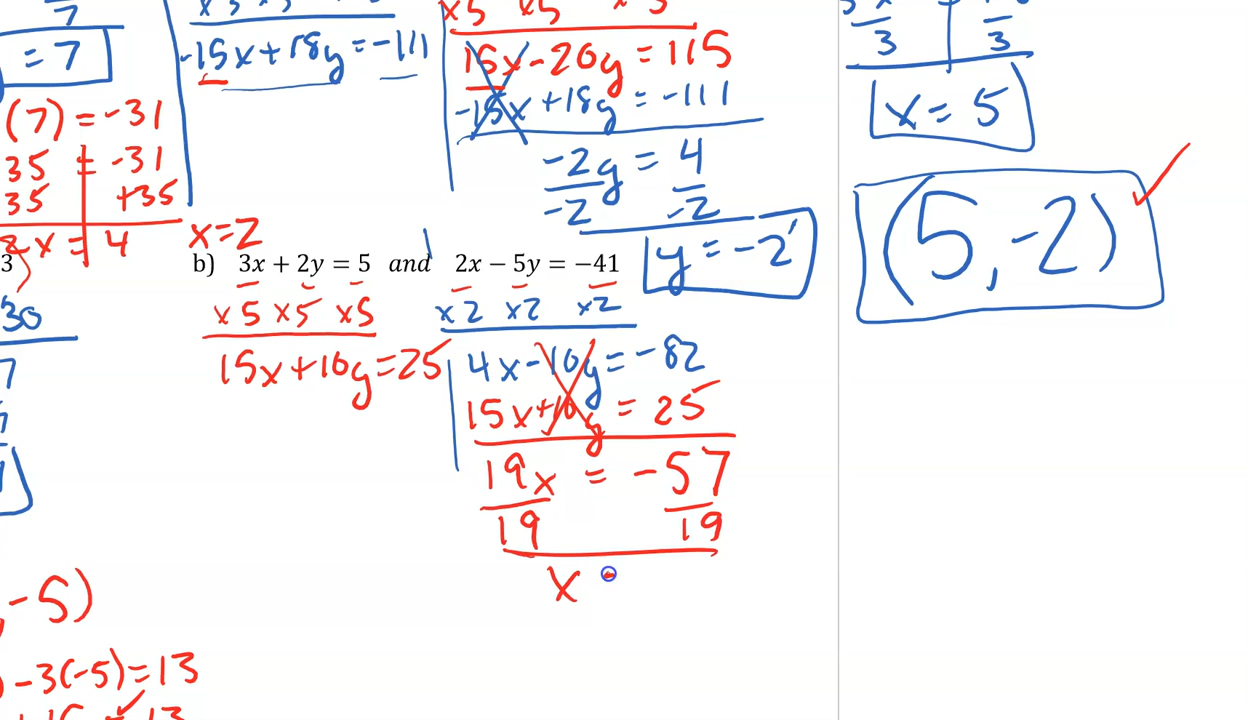 7
= 7
(7) = -31
35 = -31
35 +35
x = 4
x=2
3
30
-5)
-3(-5)=13
-15x+18y=-111
x5 x5
15x-20y=115
-15x+18y=-111
-2y = 4
-2 -2
y=-2
3 3
x=5
(5,-2)
b) 3x + 2y = 5 and 2x − 5y = −41
x5 x5 x5
15x+10y=25
x2 x2 x2
4x-10y=-82
15x+10y=25
19x = -57
19 19
x